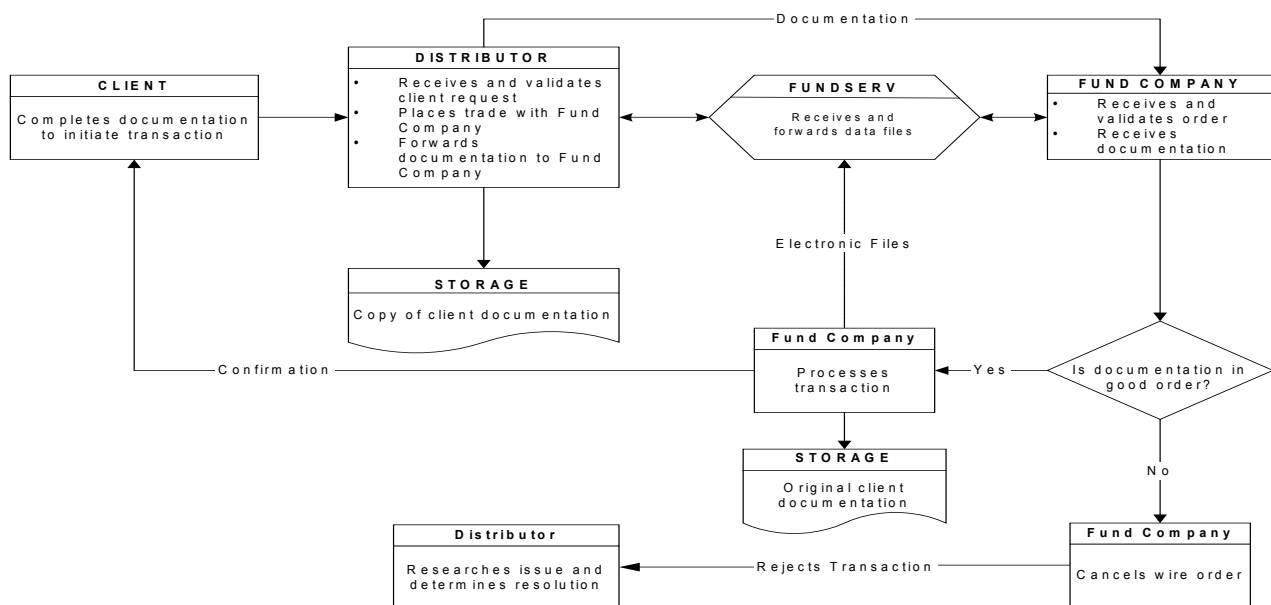 Documentation
DISTRIBUTOR
• Receives and validates
client request
• Places trade with Fund
Company
• Forwards
documentation to Fund
Company
CLIENT
Completes documentation
to initiate transaction
FUNDSERV
Receives and
forwards data files
FUND COMPANY
• Receives and
validates order
• Receives
documentation
Electronic Files
STORAGE
Copy of client documentation
Fund Company
Processes
transaction
Confirmation
Yes
Is documentation in
good order?
STORAGE
Original client
documentation
No
Distributor
Researches issue and
determines resolution
Rejects Transaction
Fund Company
Cancels wire order